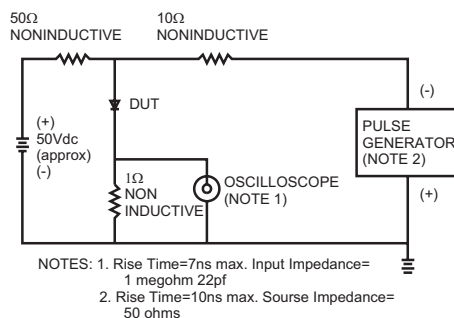 50Ω
NONINDUCTIVE
10Ω
NONINDUCTIVE
DUT
(+)
50Vdc
(approx)
(-)
1Ω
NON
INDUCTIVE
OSCILLOSCOPE
(NOTE 1)
(-)
PULSE
GENERATOR
(NOTE 2)
(+)
NOTES: 1. Rise Time=7ns max. Input Impedance=
1 megohm 22pf
2. Rise Time=10ns max. Sourse Impedance=
50 ohms